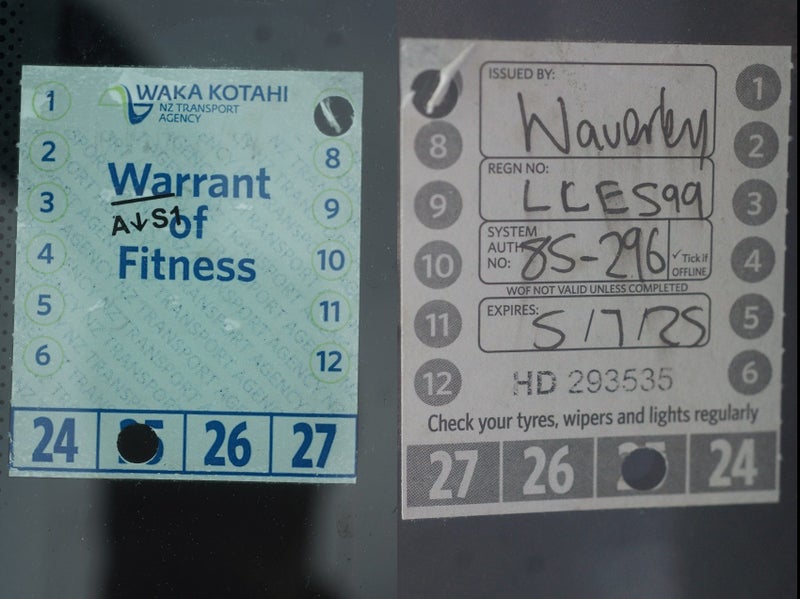 WAKA KOTAHI
NZ TRANSPORT
AGENCY
1
2
3
4
5
6
8
9
10
11
12
Warrant
A↓S1
of
Fitness
24 25 26 27
ISSUED BY:
Waverley
REGN NO:
LLES99
SYSTEM
AUTH
NO:
85-296
✓Tick if
OFFLINE
WOF NOT VALID UNLESS COMPLETED
EXPIRES:
5/7/25
8
9
10
11
12
1
2
3
4
5
6
HD 293535
Check your tyres, wipers and lights regularly
27 26 25 24